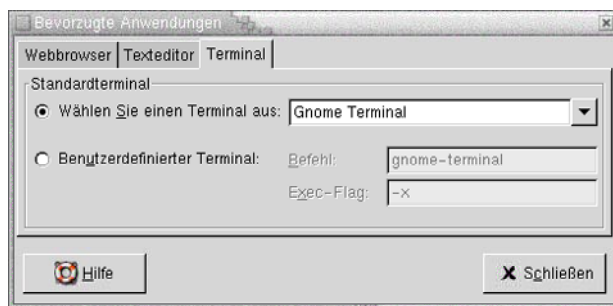 Bevorzugte Anwendungen
Webbrowser Texteditor Terminal
Standardterminal
Wählen Sie einen Terminal aus: Gnome Terminal
Benutzerdefinierter Terminal: Befehl: gnome-terminal
Exec-Flag: -x
Hilfe Schließen